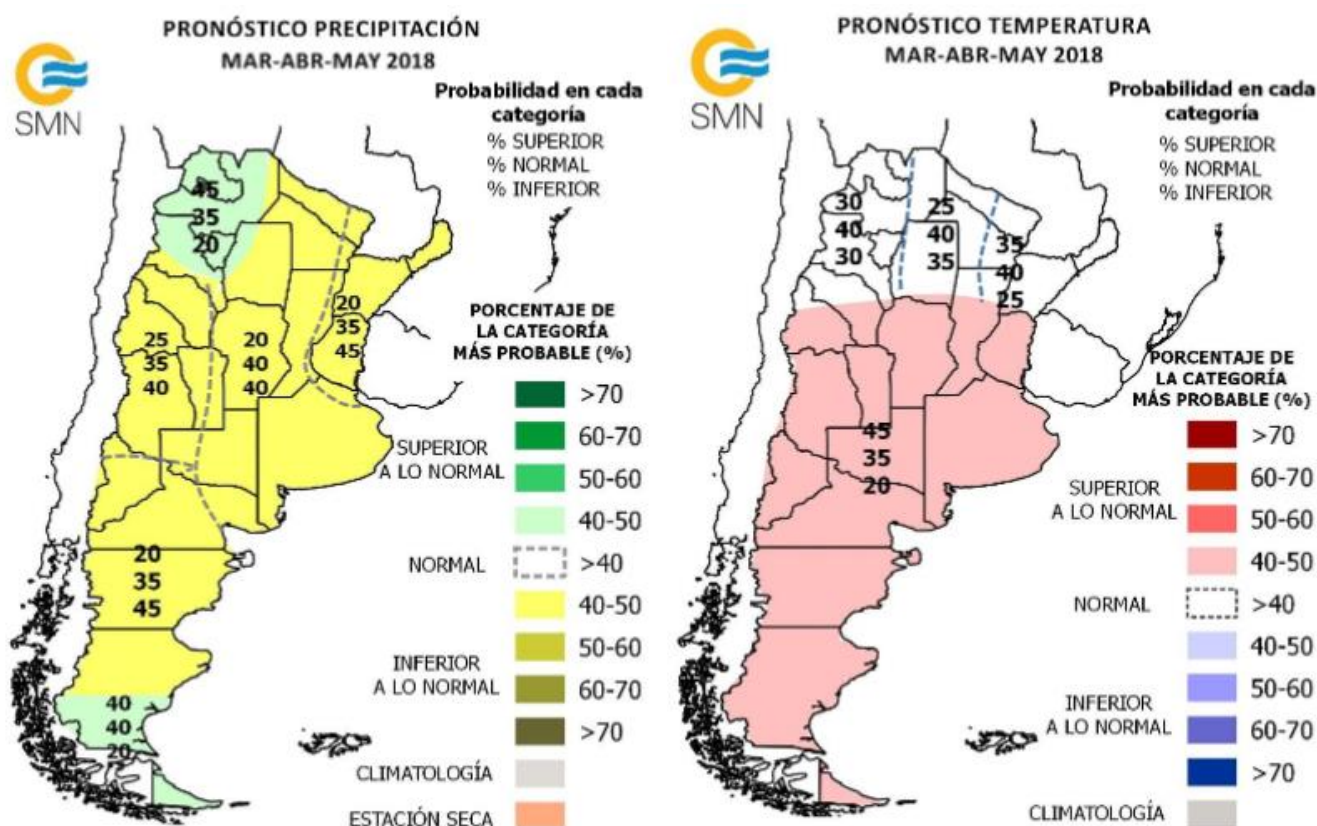 PRONÓSTICO PRECIPITACIÓN
MAR-ABR-MAY 2018
SMN
Probabilidad en cada
categoría
% SUPERIOR
% NORMAL
% INFERIOR
45
35
20
25
35
40
20
40
40
20
35
45
20
35
45
40
40
20
PORCENTAJE DE
LA CATEGORÍA
MÁS PROBABLE (%)
>70
60-70
SUPERIOR
A LO NORMAL
50-60
40-50
NORMAL
>40
40-50
50-60
INFERIOR
A LO NORMAL
60-70
>70
CLIMATOLOGÍA
ESTACIÓN SECA
PRONÓSTICO TEMPERATURA
MAR-ABR-MAY 2018
SMN
Probabilidad en cada
categoría
% SUPERIOR
% NORMAL
% INFERIOR
30
40
30
25
40
35
35
40
25
45
35
20
PORCENTAJE DE
LA CATEGORÍA
MÁS PROBABLE (%)
>70
60-70
SUPERIOR
A LO NORMAL
50-60
40-50
NORMAL
>40
40-50
50-60
INFERIOR
A LO NORMAL
60-70
>70
CLIMATOLOGÍA